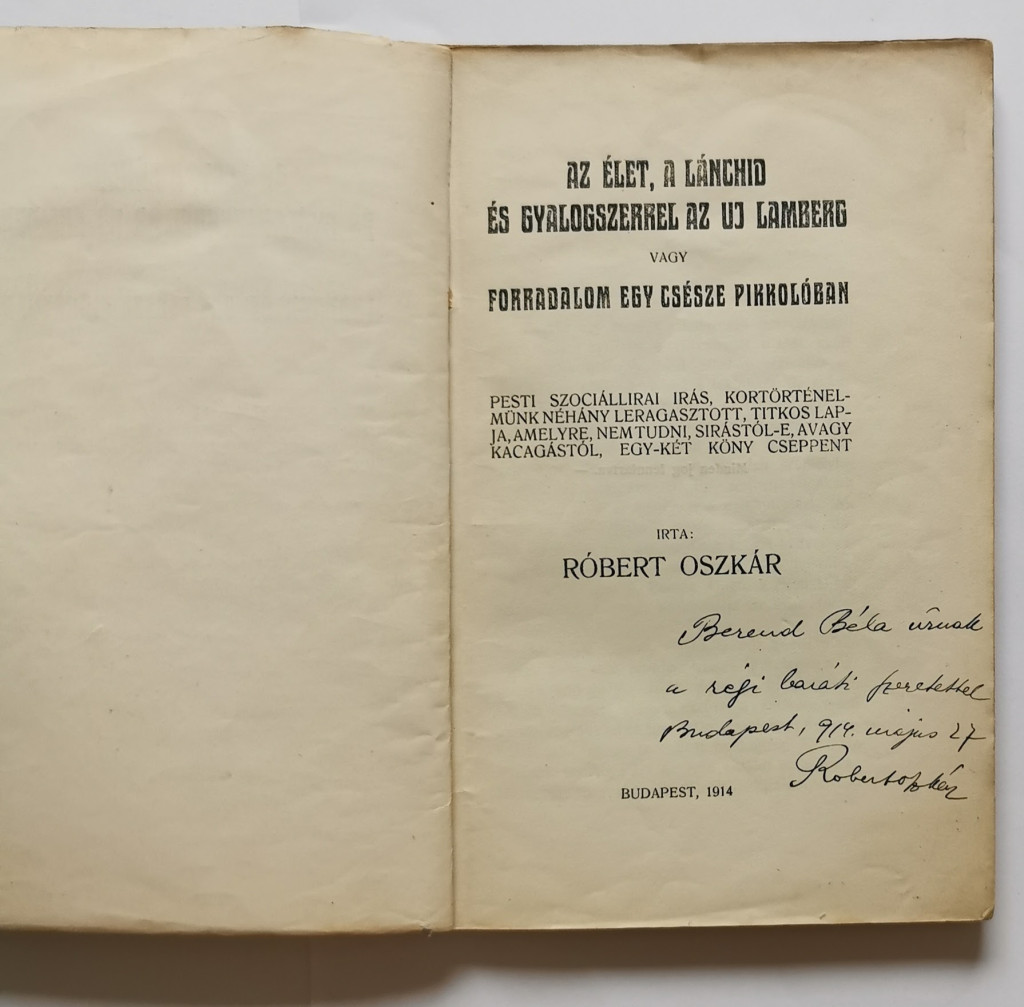 AZ ÉLET, A LÁNCHID
ÉS GYALOGSZERREL AZ UJ LAMBERG
VAGY
FORRADALOM EGY CSÉSZE PIKKOLÓBAN
PESTI SZOCIÁLLIRAI IRÁS, KORTÖRTÉNEL-
MÜNK NÉHÁNY LERAGASZTOTT, TITKOS LAP-
JA, AMELYRE, NEM TUDNI, SIRÁSTÓL-E, AVAGY
KACAGÁSTÓL, EGY-KÉT KÖNY CSEPPENT
IRTA:
RÓBERT OSZKÁR
Berend Béla úrnak
a régi baráti szeretettel
Budapest, 914. május 27
Robert Oszkár
BUDAPEST, 1914